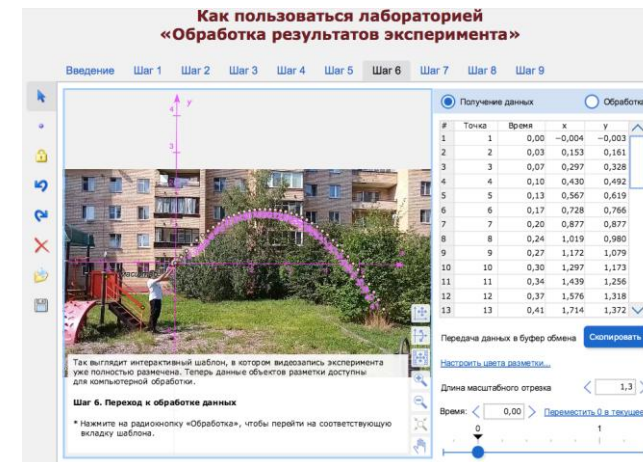 Как пользоваться лабораторией
«Обработка результатов эксперимента»
Введение Шаг 1 Шаг 2 Шаг 3 Шаг 4 Шаг 5 Шаг 6 Шаг 7 Шаг 8 Шаг 9
Получение данных Обработка
y
4
3
# Точка Время x y
1 1 0,00 −0,004 −0,003
2 2 0,03 0,153 0,161
3 3 0,07 0,297 0,328
4 4 0,10 0,430 0,492
5 5 0,13 0,567 0,619
6 6 0,17 0,728 0,766
7 7 0,20 0,877 0,877
8 8 0,24 1,019 0,980
9 9 0,27 1,172 1,079
10 10 0,30 1,297 1,173
11 11 0,34 1,439 1,256
12 12 0,37 1,576 1,318
13 13 0,41 1,714 1,372
Передача данных в буфер обмена Скопировать
Настроить цвета разметки...
Длина масштабного отрезка 1,3
Время: 0,00 Переместить 0 в текущее
0 1
Так выглядит интерактивный шаблон, в котором видеозапись эксперимента
уже полностью размечена. Теперь данные объектов разметки доступны
для компьютерной обработки.
Шаг 6. Переход к обработке данных
* Нажмите на радиокнопку «Обработка», чтобы перейти на соответствующую
вкладку шаблона.